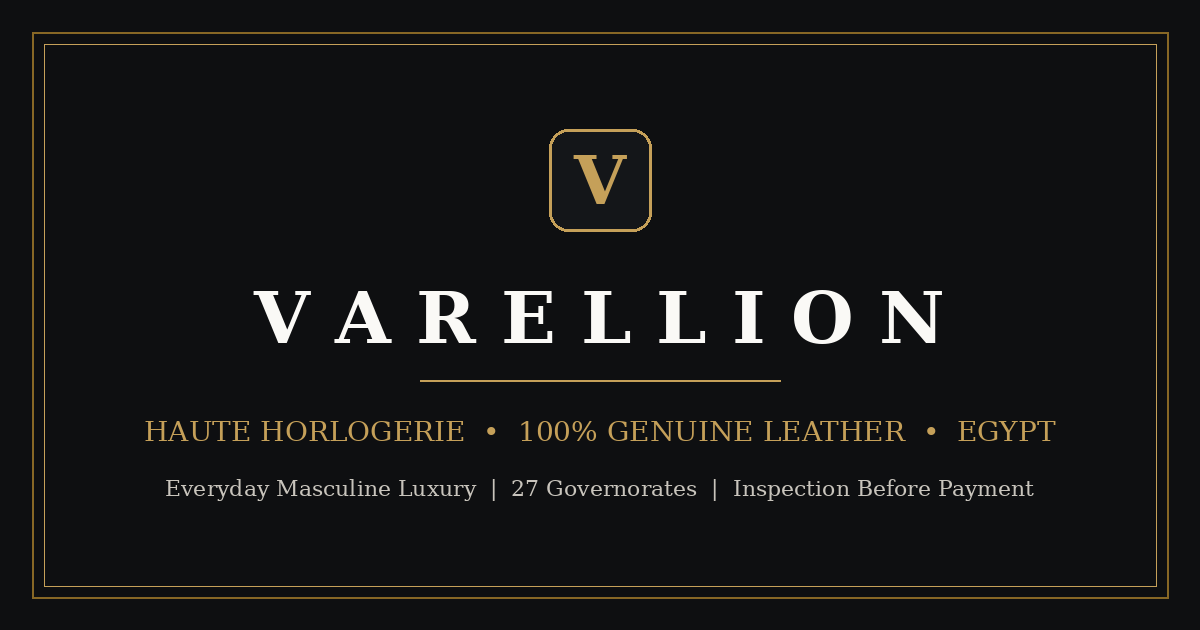 V
VARELLION
HAUTE HORLOGERIE • 100% GENUINE LEATHER • EGYPT
Everyday Masculine Luxury | 27 Governorates | Inspection Before Payment